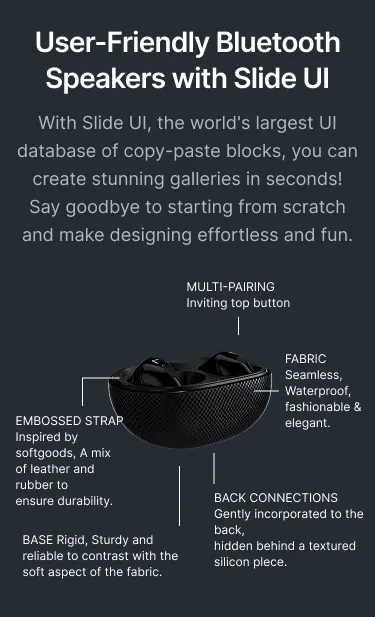 User-Friendly Bluetooth
Speakers with Slide UI
With Slide UI, the world's largest UI
database of copy-paste blocks, you can
create stunning galleries in seconds!
Say goodbye to starting from scratch
and make designing effortless and fun.
MULTI-PAIRING
Inviting top button
FABRIC
Seamless,
Waterproof,
fashionable &
elegant.
EMBOSSED STRAP
Inspired by
softgoods, A mix
of leather and
rubber to
ensure durability.
BACK CONNECTIONS
Gently incorporated to the
back,
hidden behind a textured
silicon plece.
BASE Rigid, Sturdy and
reliable to contrast with the
soft aspect of the fabric.